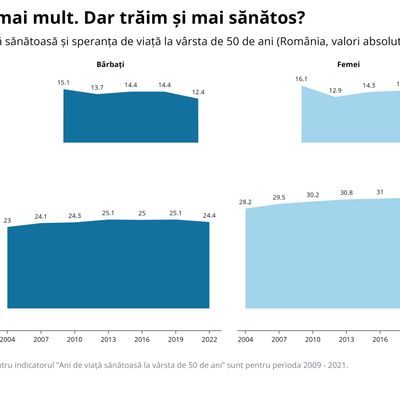 mai mult. Dar trăim și mai sănătos?
sănătoasă și speranța de viață la vârsta de 50 de ani (România, valori absolut
Bărbați
Femei
15.1 13.7 14.4 14.4 12.4
16.1 12.9 14.3
23 24.1 24.3 25.1 25 25.1 24.4
28.2 29.5 30.2 30.8 31
2004 2007 2010 2013 2016 2019 2022
2004 2007 2010 2013 2016
tru indicatorul "Ani de viață sănătoasă la vârsta de 50 de ani" sunt pentru perioda 2009 - 2021.